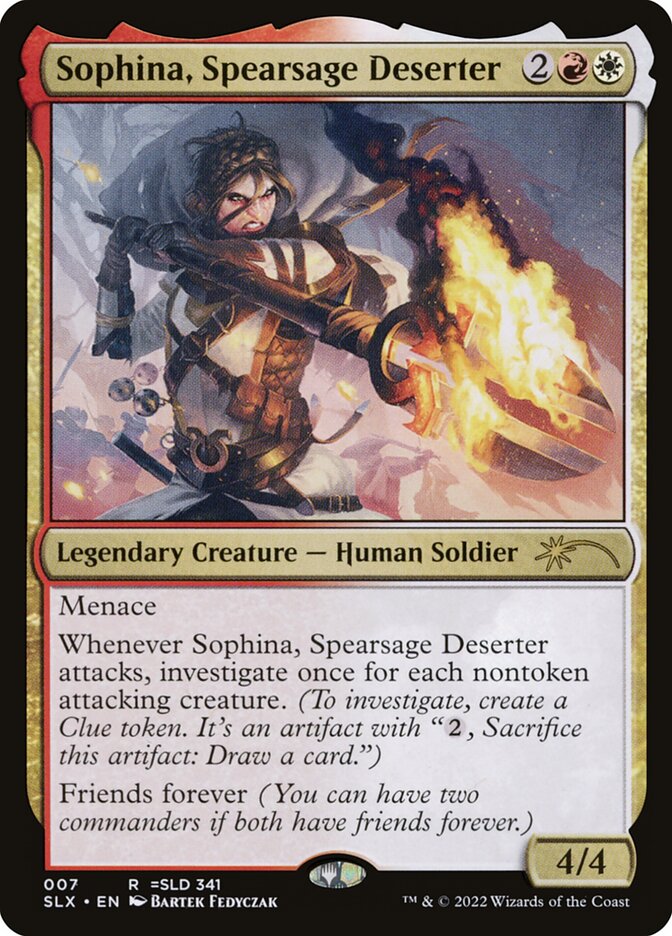 Sophina, Spearsage Deserter 2
Legendary Creature — Human Soldier
Menace
Whenever Sophina, Spearsage Deserter
attacks, investigate once for each nontoken
attacking creature. (To investigate, create a
Clue token. It's an artifact with “2, Sacrifice
this artifact: Draw a card.”)
Friends forever (You can have two
commanders if both have friends forever.)
4/4
007 R =SLD 341
SLX • EN Bartek Fedyczak
™ & © 2022 Wizards of the Coast